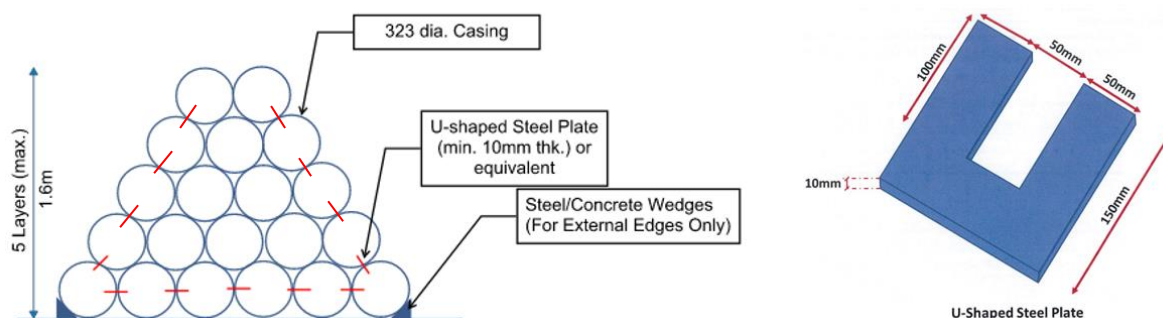 323 dia. Casing
5 Layers (max.)
1.6m
U-shaped Steel Plate
(min. 10mm thk.) or
equivalent
Steel/Concrete Wedges
(For External Edges Only)
100mm
50mm
50mm
10mm
150mm
U-Shaped Steel Plate